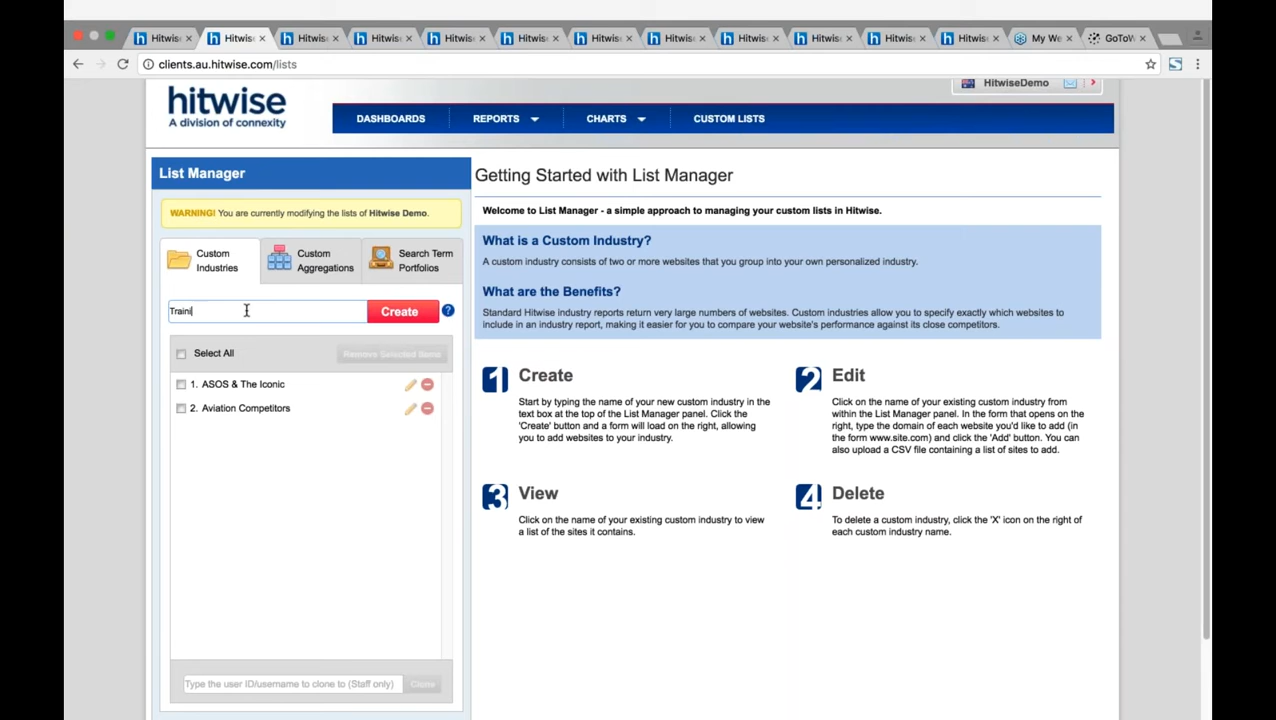 Hitwise
Hitwise
Hitwise
Hitwise
Hitwise
Hitwise
Hitwise
Hitwise
Hitwise
Hitwise
Hitwise
Hitwise
My We
GoToW
clients.au.hitwise.com/lists
HitwiseDemo
hitwise
A division of connexity
DASHBOARDS REPORTS CHARTS CUSTOM LISTS
List Manager
WARNING! You are currently modifying the lists of Hitwise Demo.
Custom
Industries
Custom
Aggregations
Search Term
Portfolios
Traini
Create
Select All
Remove Selected Items
1. ASOS & The Iconic
2. Aviation Competitors
Type the user ID/username to clone to (Staff only)
Clone
Getting Started with List Manager
Welcome to List Manager - a simple approach to managing your custom lists in Hitwise.
What is a Custom Industry?
A custom industry consists of two or more websites that you group into your own personalized industry.
What are the Benefits?
Standard Hitwise industry reports return very large numbers of websites. Custom industries allow you to specify exactly which websites to
include in an industry report, making it easier for you to compare your website's performance against its close competitors.
1 Create
Start by typing the name of your new custom industry in the
text box at the top of the List Manager panel. Click the
'Create' button and a form will load on the right, allowing
you to add websites to your industry.
2 Edit
Click on the name of your existing custom industry from
within the List Manager panel. In the form that opens on the
right, type the domain of each website you'd like to add (in
the form www.site.com) and click the 'Add' button. You can
also upload a CSV file containing a list of sites to add.
3 View
Click on the name of your existing custom industry to view
a list of the sites it contains.
4 Delete
To delete a custom industry, click the 'X' icon on the right of
each custom industry name.